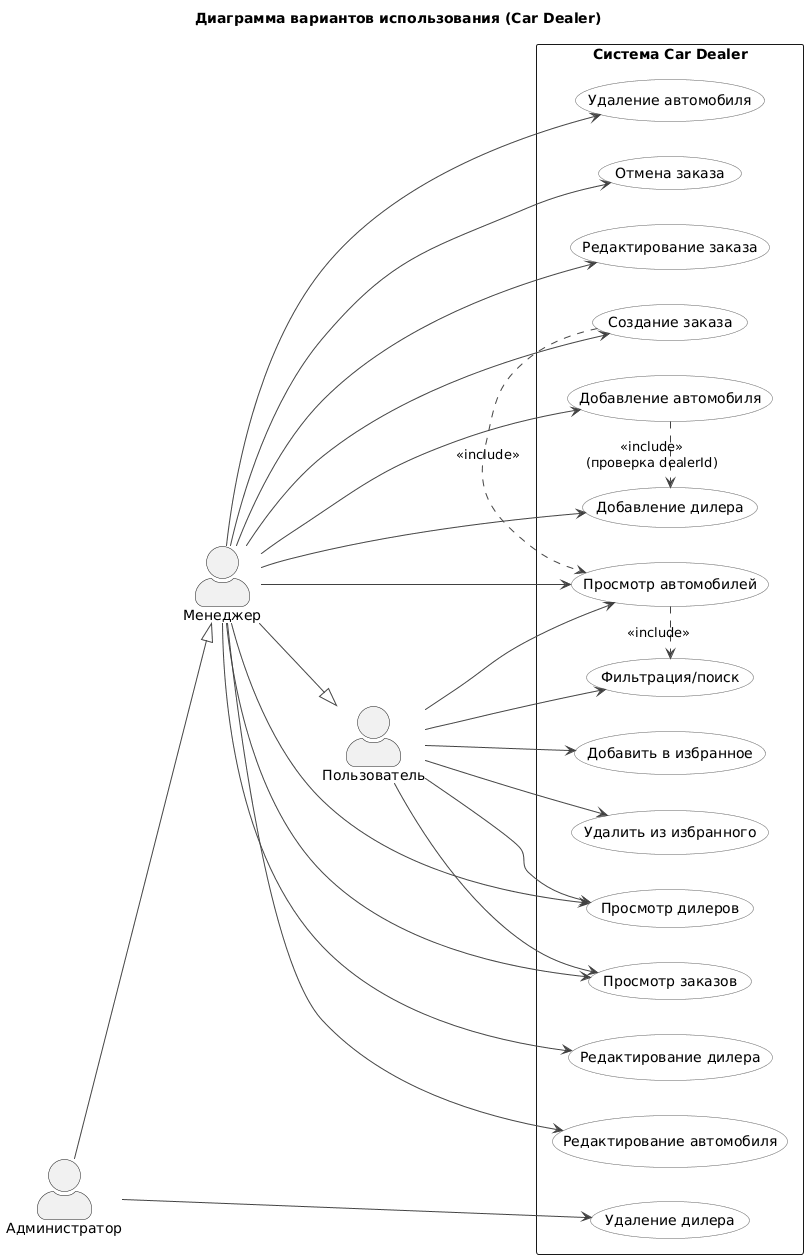 Диаграмма вариантов использования (Car Dealer)
Система Car Dealer
Удаление автомобиля
Отмена заказа
Редактирование заказа
Создание заказа
Добавление автомобиля
«include»
«include»
(проверка dealerId)
Добавление дилера
Просмотр автомобилей
Менеджер
«include»
Фильтрация/поиск
Добавить в избранное
Пользователь
Удалить из избранного
Просмотр дилеров
Просмотр заказов
Редактирование дилера
Редактирование автомобиля
Удаление дилера
Администратор